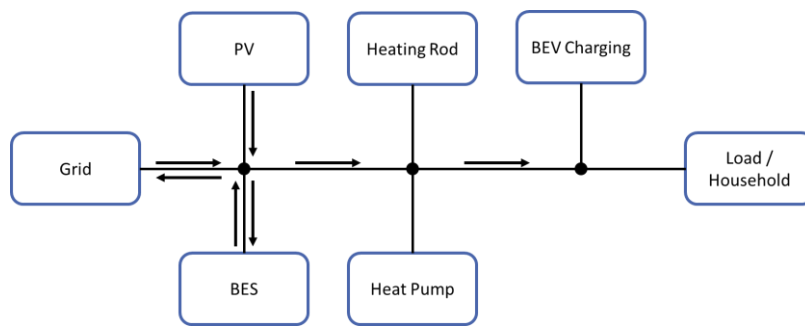 PV
Heating Rod
BEV Charging
Grid
Load /
Household
BES
Heat Pump